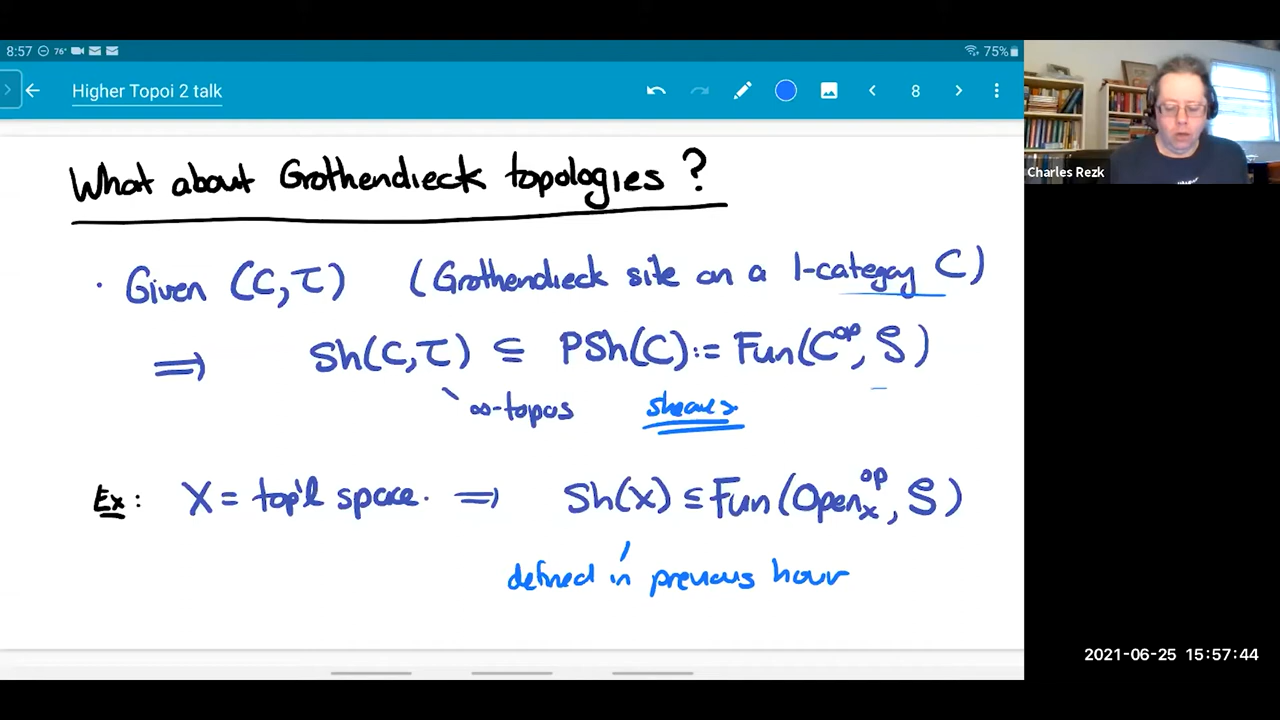 8:57 76° 75%
Higher Topoi 2 talk
8
Charles Rezk
What about Grothendieck topologies?
· Given (C, τ) (Grothendieck site on a 1-category C)
⟹ Sh(C, τ) ⊆ PSh(C) := Fun(C^op, S)
∞-topos sheaves
Ex: X = top'l space. ⟹ Sh(X) ⊆ Fun(Open_X^op, S)
defined in previous hour
2021-06-25 15:57:44